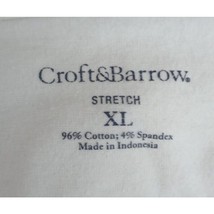 Croft&Barrow®
STRETCH
XL
96% Cotton; 4% Spandex
Made in Indonesia